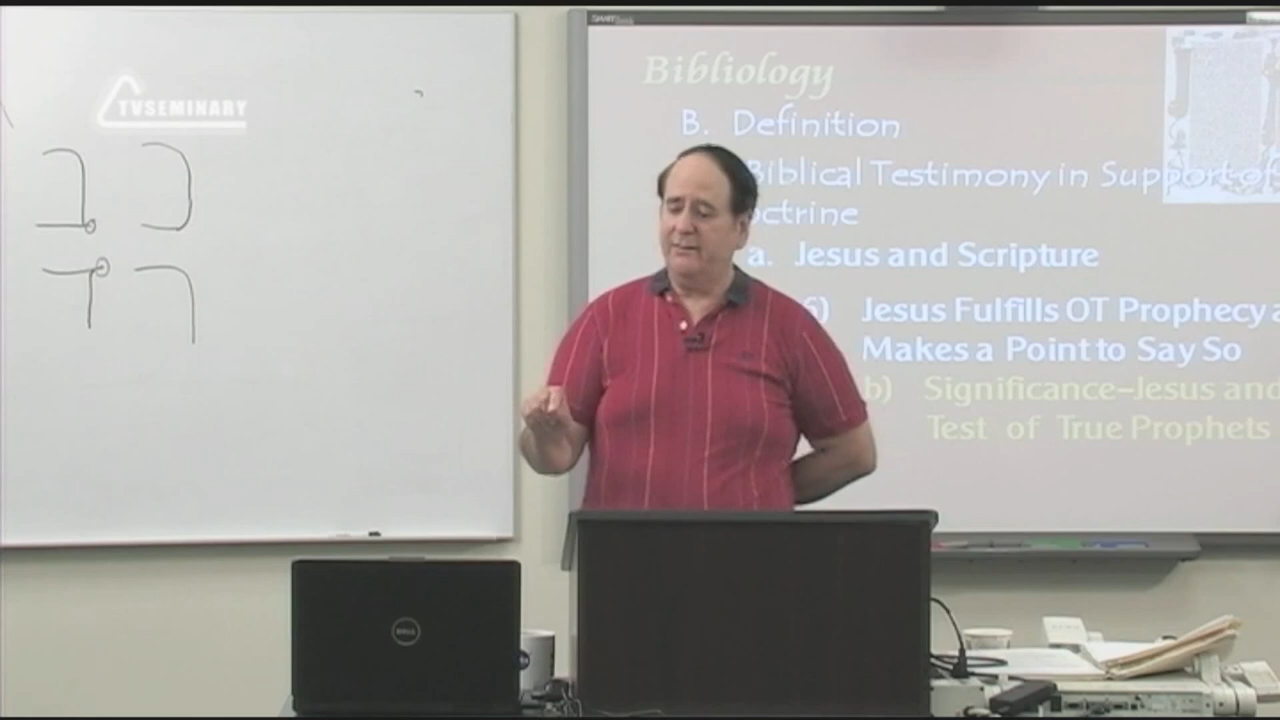 TVSEMINARY
ב כ
ד ר
Bibliology
B. Definition
Biblical Testimony in Support of
octrine
a. Jesus and Scripture
6) Jesus Fulfills OT Prophecy a
Makes a Point to Say So
b) Significance–Jesus and
Test of True Prophets
DELL